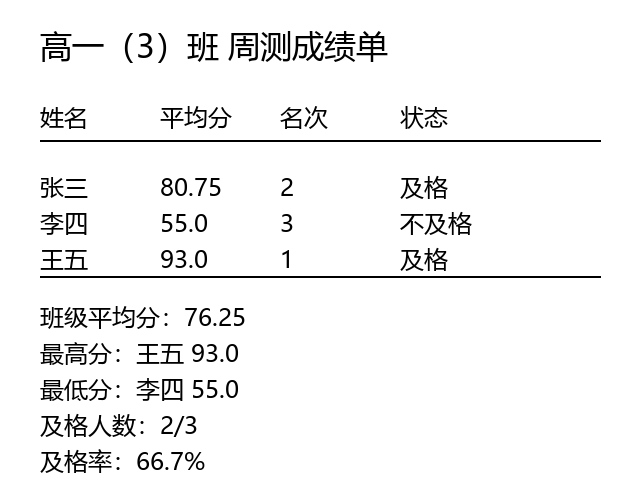 高一（3）班 周测成绩单
姓名 平均分 名次 状态
张三 80.75 2 及格
李四 55.0 3 不及格
王五 93.0 1 及格
班级平均分：76.25
最高分：王五 93.0
最低分：李四 55.0
及格人数：2/3
及格率：66.7%